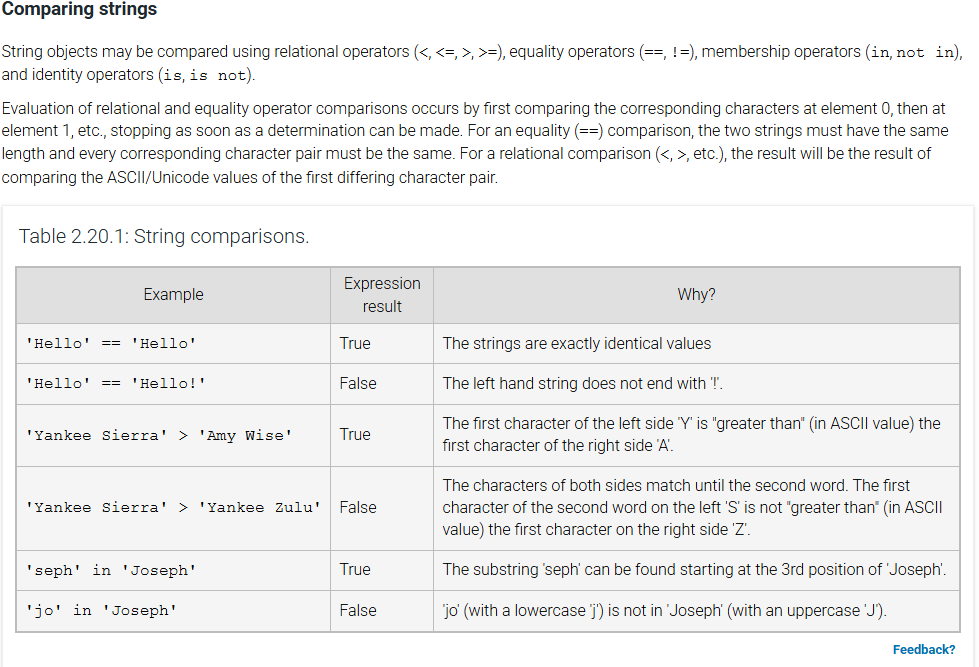 Comparing strings
String objects may be compared using relational operators (<, <=, >, >=), equality operators (==, !=), membership operators (in, not in),
and identity operators (is, is not).
Evaluation of relational and equality operator comparisons occurs by first comparing the corresponding characters at element 0, then at
element 1, etc., stopping as soon as a determination can be made. For an equality (==) comparison, the two strings must have the same
length and every corresponding character pair must be the same. For a relational comparison (<, >, etc.), the result will be the result of
comparing the ASCII/Unicode values of the first differing character pair.
Table 2.20.1: String comparisons.
Example
Expression
result
Why?
'Hello' == 'Hello'
True
The strings are exactly identical values
'Hello' == 'Hello!'
False
The left hand string does not end with '!'.
'Yankee Sierra' > 'Amy Wise'
True
The first character of the left side 'Y' is "greater than" (in ASCII value) the
first character of the right side 'A'.
'Yankee Sierra' > 'Yankee Zulu'
False
The characters of both sides match until the second word. The first
character of the second word on the left 'S' is not "greater than" (in ASCII
value) the first character on the right side 'Z'.
'seph' in 'Joseph'
True
The substring 'seph' can be found starting at the 3rd position of 'Joseph'.
'jo' in 'Joseph'
False
'jo' (with a lowercase 'j') is not in 'Joseph' (with an uppercase 'J').
Feedback?